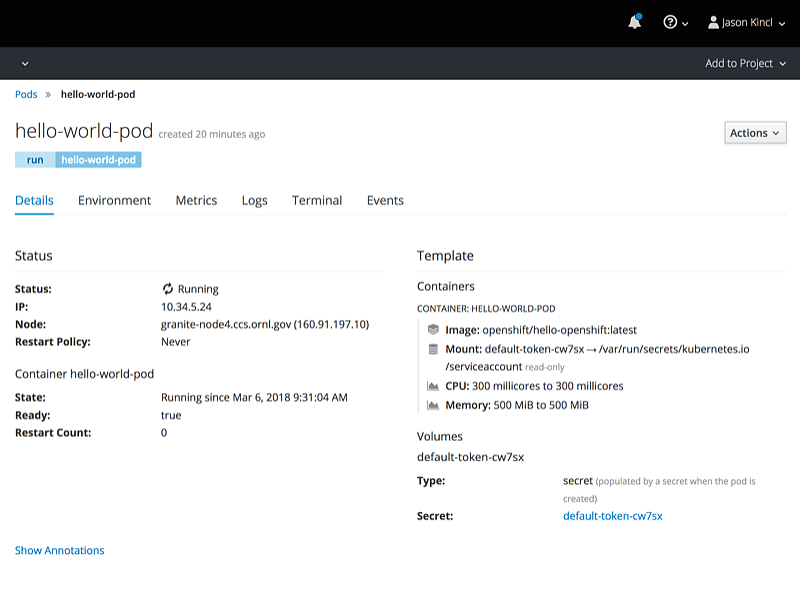 Jason Kincl
Add to Project
Pods » hello-world-pod
hello-world-pod created 20 minutes ago
Actions
run hello-world-pod
Details Environment Metrics Logs Terminal Events
Status
Status: Running
IP: 10.34.5.24
Node: granite-node4.ccs.ornl.gov (160.91.197.10)
Restart Policy: Never
Container hello-world-pod
State: Running since Mar 6, 2018 9:31:04 AM
Ready: true
Restart Count: 0
Show Annotations
Template
Containers
CONTAINER: HELLO-WORLD-POD
Image: openshift/hello-openshift:latest
Mount: default-token-cw7sx → /var/run/secrets/kubernetes.io
/serviceaccount read-only
CPU: 300 millicores to 300 millicores
Memory: 500 MiB to 500 MiB
Volumes
default-token-cw7sx
Type: secret (populated by a secret when the pod is
created)
Secret: default-token-cw7sx